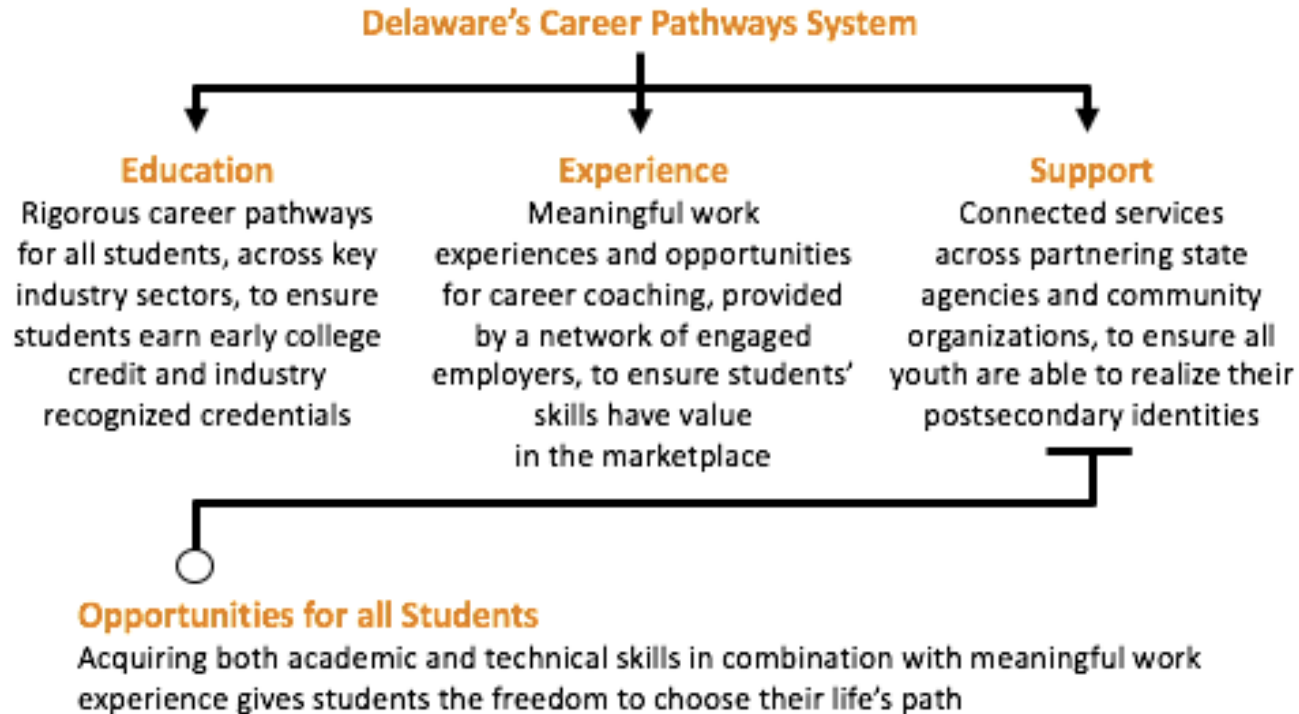 Delaware's Career Pathways System
Education
Rigorous career pathways
for all students, across key
industry sectors, to ensure
students earn early college
credit and industry
recognized credentials
Experience
Meaningful work
experiences and opportunities
for career coaching, provided
by a network of engaged
employers, to ensure students'
skills have value
in the marketplace
Support
Connected services
across partnering state
agencies and community
organizations, to ensure all
youth are able to realize their
postsecondary identities
Opportunities for all Students
Acquiring both academic and technical skills in combination with meaningful work
experience gives students the freedom to choose their life's path